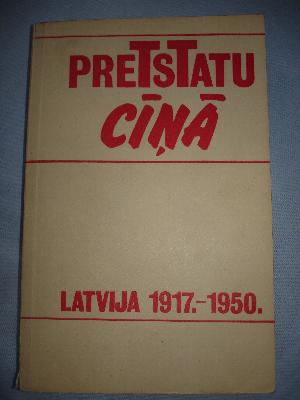 PRETSTATU
CĪŅĀ
LATVIJA 1917.-1950.